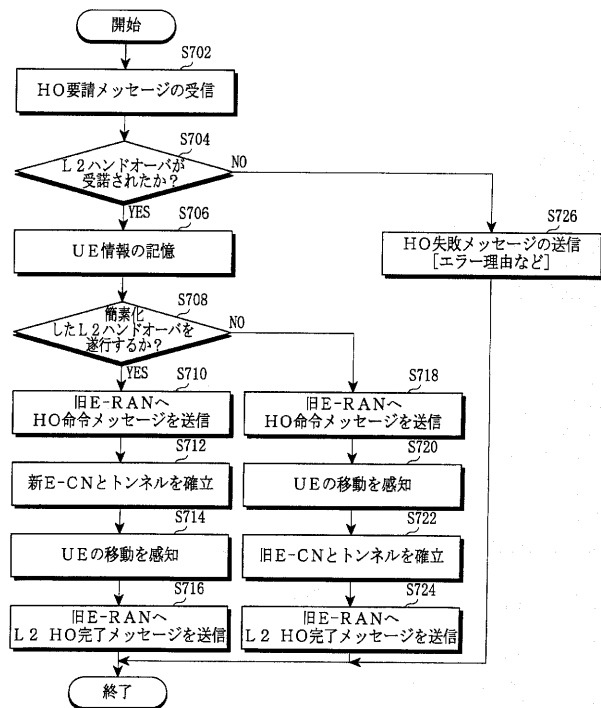 開始
S702
HO要請メッセージの受信
S704
L2ハンドオーバが
受諾されたか?
NO
YES
S706
UE情報の記憶
S726
HO失敗メッセージの送信
[エラー理由など]
S708
簡素化
したL2ハンドオーバを
遂行するか?
NO
YES
S710
旧E-RANへ
HO命令メッセージを送信
S718
旧E-RANへ
HO命令メッセージを送信
S712
新E-CNとトンネルを確立
S720
UEの移動を感知
S714
UEの移動を感知
S722
旧E-CNとトンネルを確立
S716
旧E-RANへ
L2 HO完了メッセージを送信
S724
旧E-RANへ
L2 HO完了メッセージを送信
終了